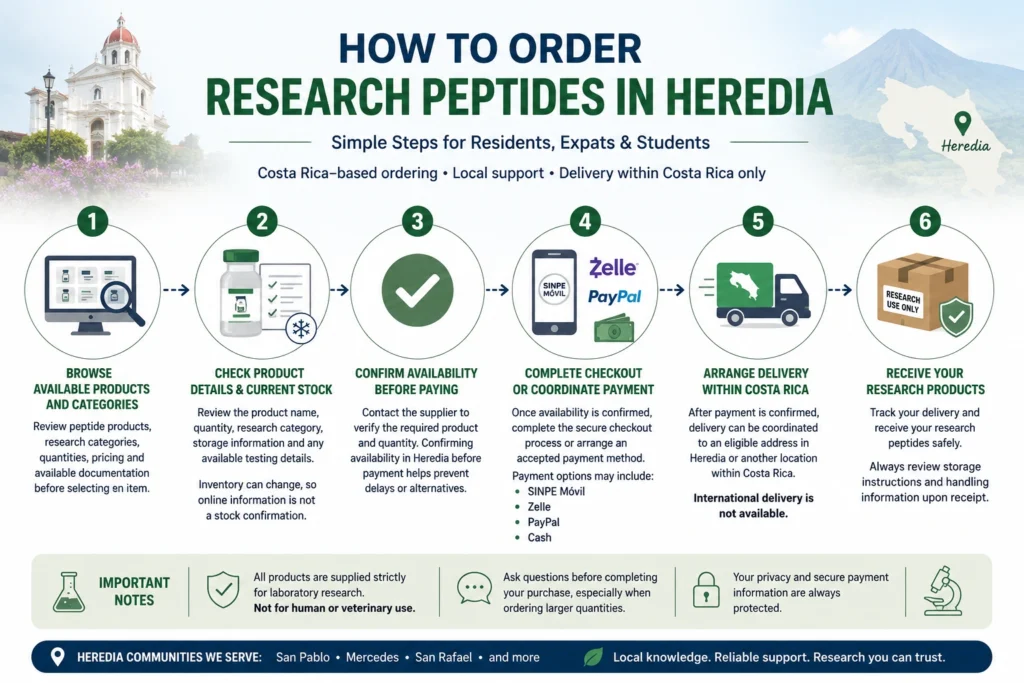 HOW TO ORDER
RESEARCH PEPTIDES IN HEREDIA
Simple Steps for Residents, Expats & Students
Costa Rica–based ordering • Local support • Delivery within Costa Rica only
Heredia
1
BROWSE
AVAILABLE PRODUCTS
AND CATEGORIES
Review peptide products,
research categories,
quantities, pricing and
available documentation
before selecting en item.
2
CHECK PRODUCT
DETAILS & CURRENT STOCK
Review the product name,
quantity, research category,
storage information and any
available testing details.
Inventory can change, so
online information is not
a stock confirmation.
3
CONFIRM AVAILABILITY
BEFORE PAYING
Contact the supplier to
verify the required product
and quantity. Confirming
availability in Heredia before
payment helps prevent
delays or alternatives.
4
SINPE
MÓVIL
Zelle
PayPal
COMPLETE CHECKOUT
OR COORDINATE PAYMENT
Once availability is confirmed,
complete the secure checkout
process or arrange an
accepted payment method.
Payment options may include:
• SINPE Móvil
• Zelle
• PayPal
• Cash
5
ARRANGE DELIVERY
WITHIN COSTA RICA
After payment is confirmed,
delivery can be coordinated
to an eligible address in
Heredia or another location
within Costa Rica.
International delivery is
not available.
6
RESEARCH
USE ONLY
RECEIVE YOUR
RESEARCH PRODUCTS
Track your delivery and
receive your research
peptides safely.
Always review storage
instructions and handling
information upon receipt.
IMPORTANT
NOTES
All products are supplied strictly
for laboratory research.
Not for human or veterinary use.
Ask questions before completing
your purchase, especially when
ordering larger quantities.
Your privacy and secure payment
information are always
protected.
HEREDIA COMMUNITIES WE SERVE: San Pablo • Mercedes • San Rafael • and more
Local knowledge. Reliable support. Research you can trust.